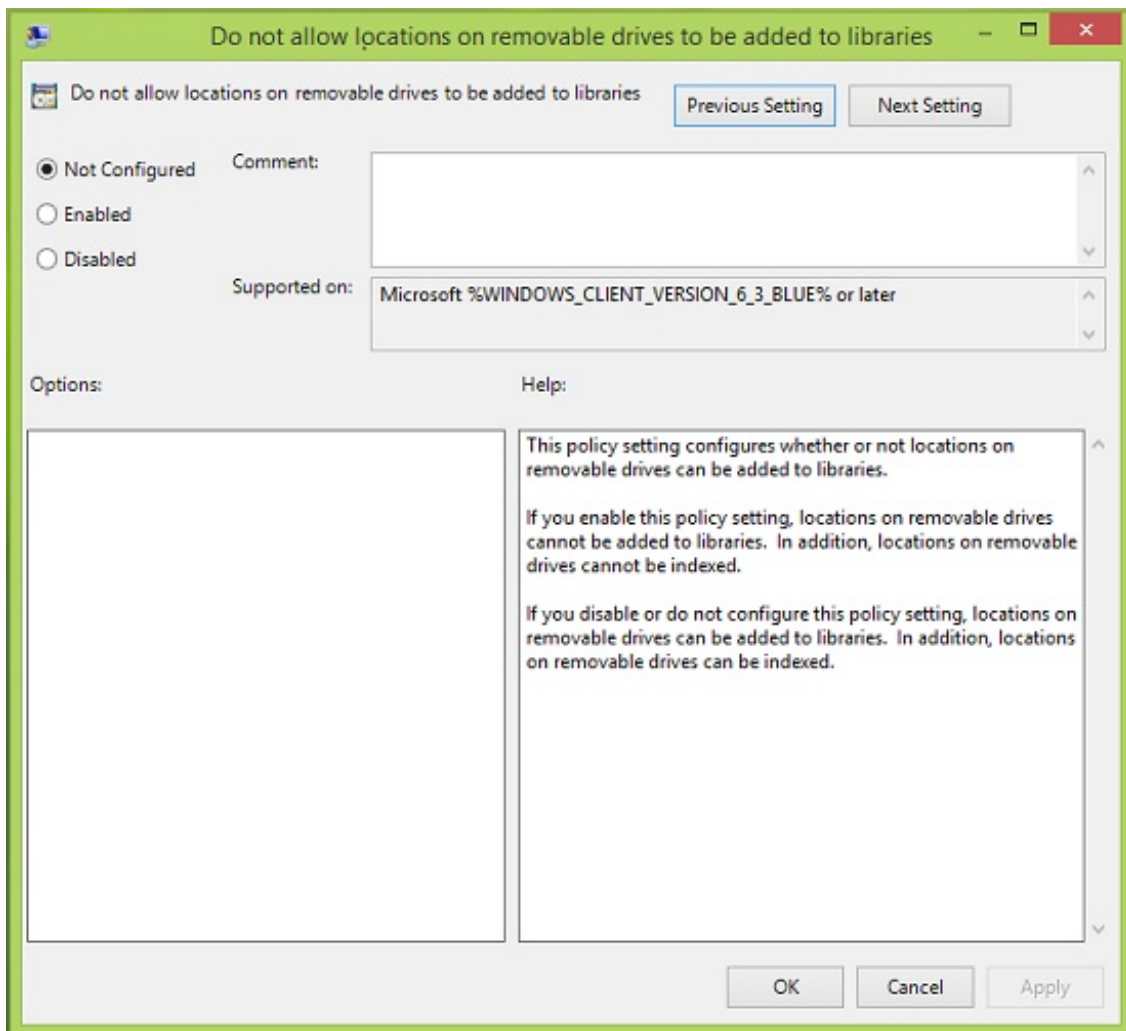 Do not allow locations on removable drives to be added to libraries
Do not allow locations on removable drives to be added to libraries
Previous Setting
Next Setting
Not Configured
Enabled
Disabled
Comment:
Supported on:
Microsoft %WINDOWS_CLIENT_VERSION_6_3_BLUE% or later
Options:
Help:
This policy setting configures whether or not locations on
removable drives can be added to libraries.
If you enable this policy setting, locations on removable drives
cannot be added to libraries.  In addition, locations on removable
drives cannot be indexed.
If you disable or do not configure this policy setting, locations on
removable drives can be added to libraries.  In addition, locations
on removable drives can be indexed.
OK
Cancel
Apply